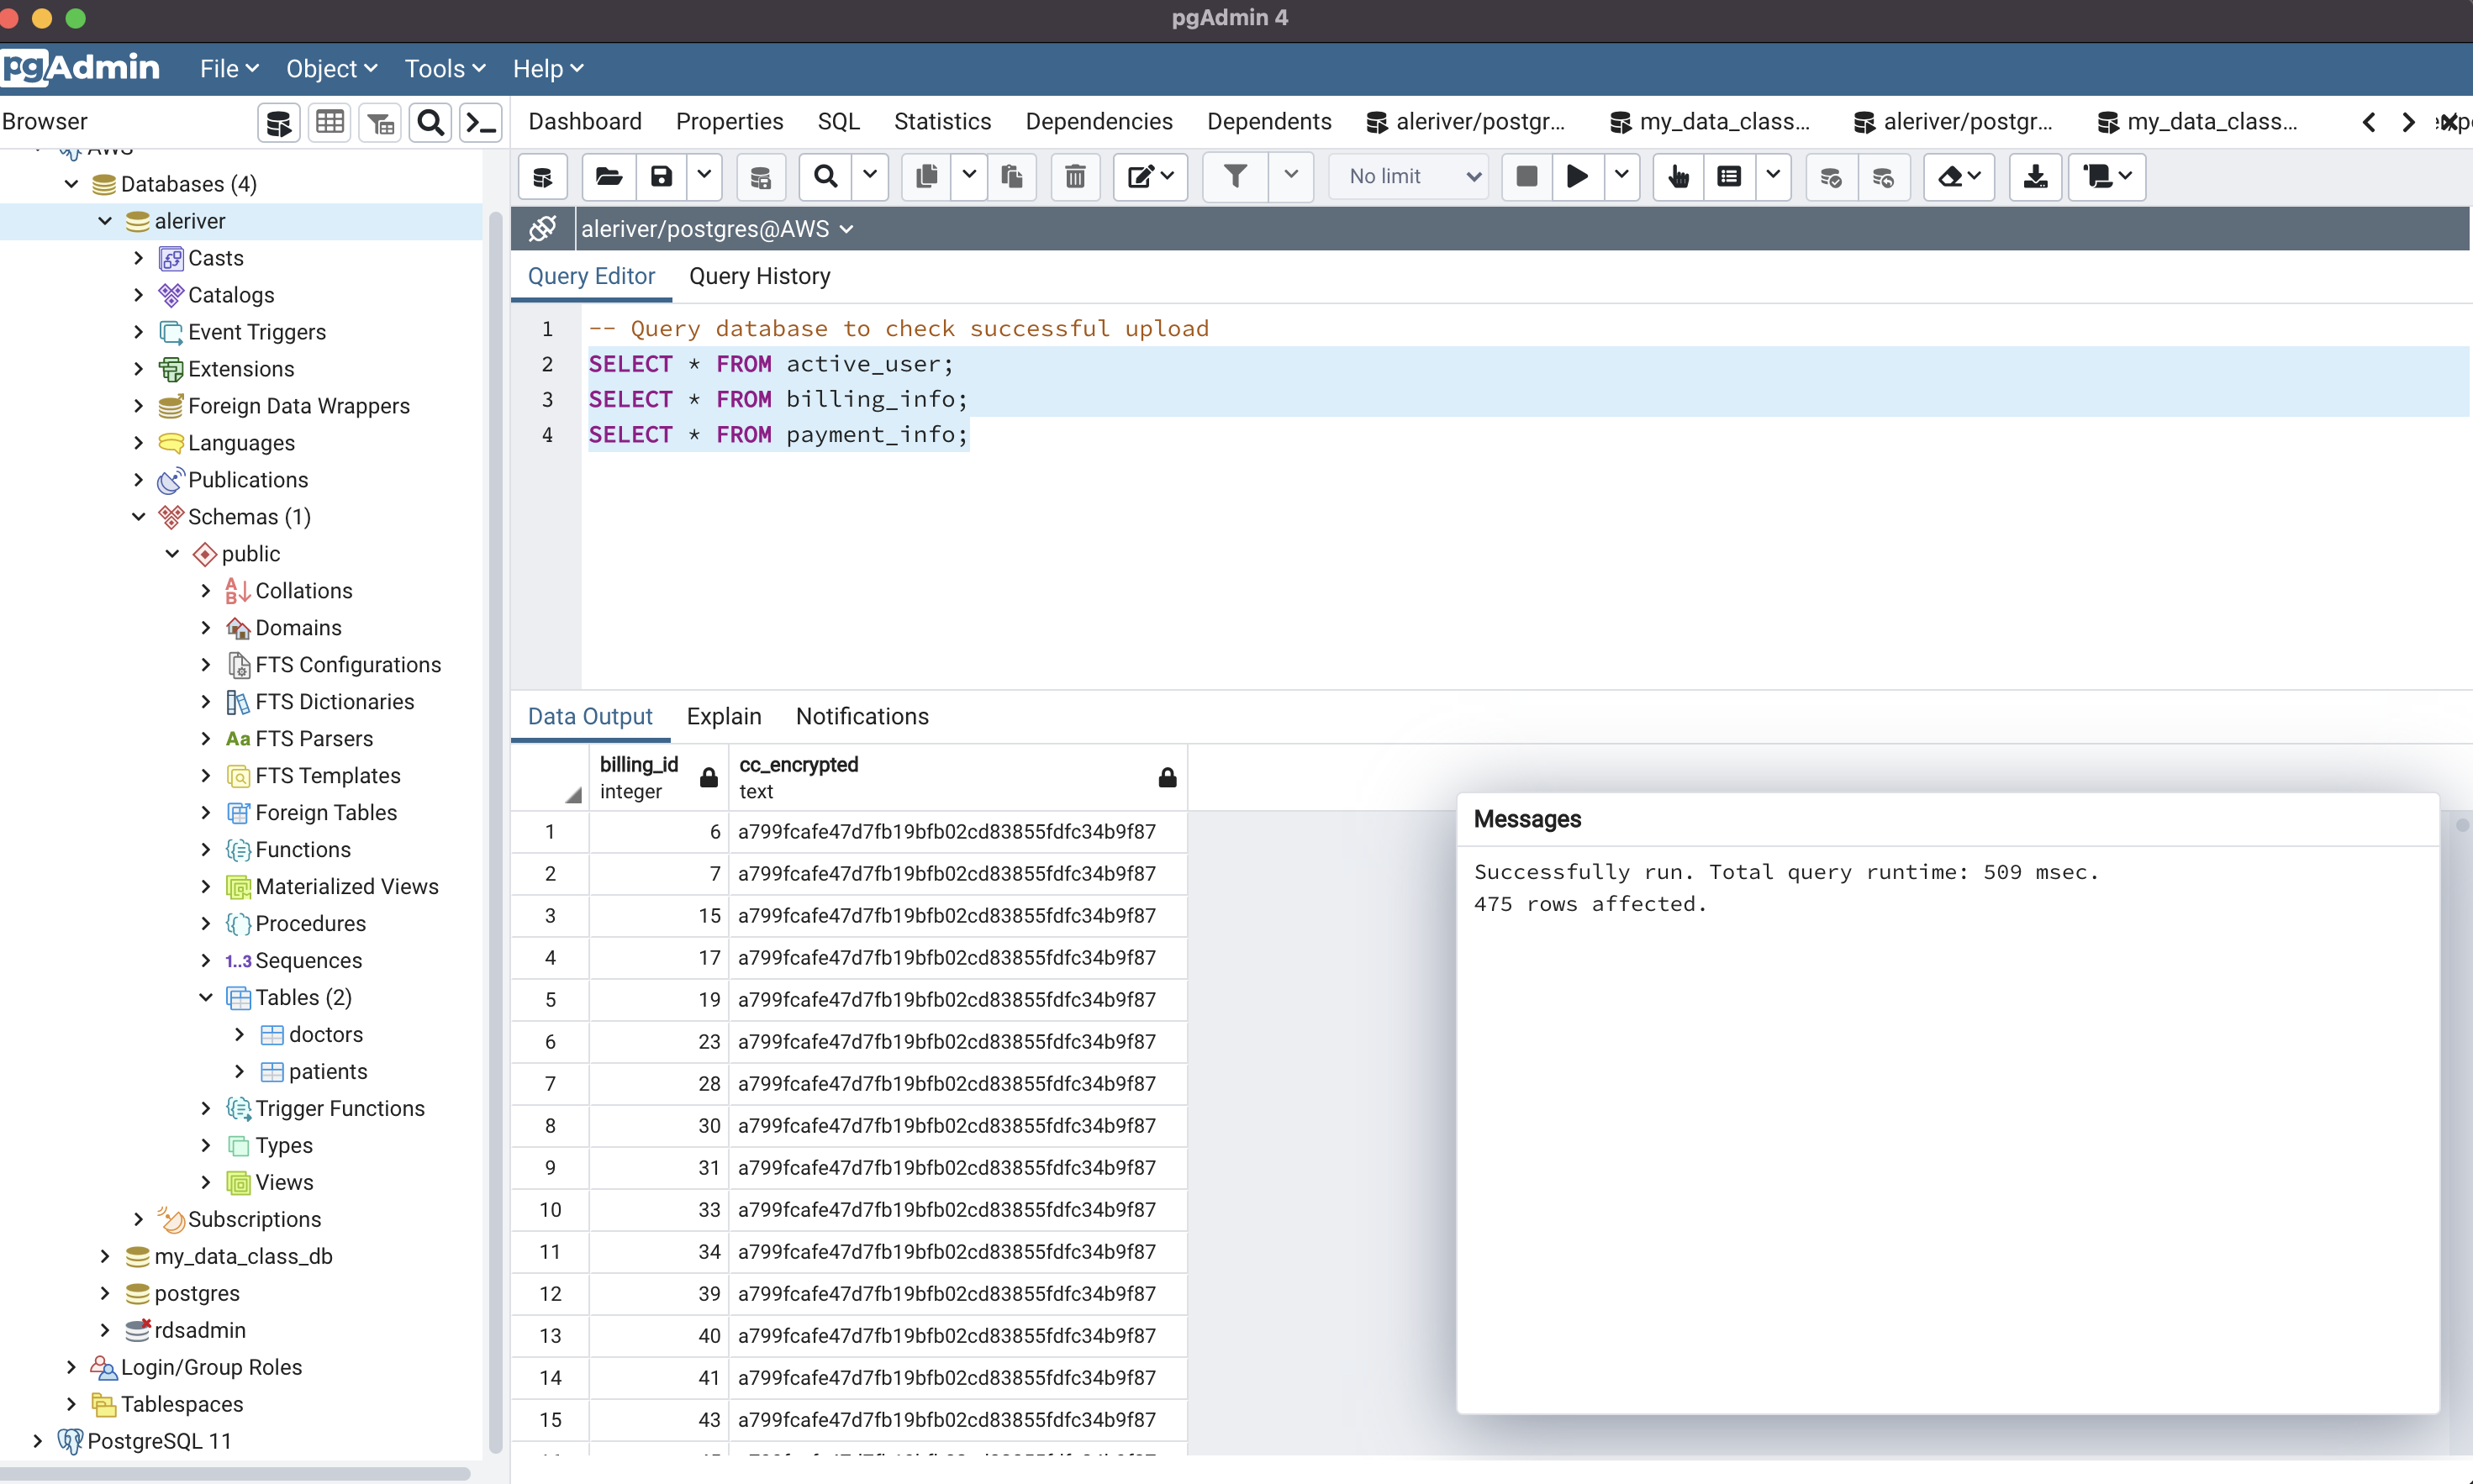 pgAdmin 4
pgAdmin File Object Tools Help
Browser
Dashboard Properties SQL Statistics Dependencies Dependents aleriver/postgr... my_data_class... aleriver/postgr... my_data_class...
No limit
aleriver/postgres@AWS
Query Editor Query History
1 -- Query database to check successful upload
2 SELECT * FROM active_user;
3 SELECT * FROM billing_info;
4 SELECT * FROM payment_info;
AWS
Databases (4)
aleriver
Casts
Catalogs
Event Triggers
Extensions
Foreign Data Wrappers
Languages
Publications
Schemas (1)
public
Collations
Domains
FTS Configurations
FTS Dictionaries
Aa FTS Parsers
FTS Templates
Foreign Tables
Functions
Materialized Views
Procedures
1..3 Sequences
Tables (2)
doctors
patients
Trigger Functions
Types
Views
Subscriptions
my_data_class_db
postgres
rdsadmin
Login/Group Roles
Tablespaces
PostgreSQL 11
Data Output Explain Notifications
billing_id cc_encrypted
integer text
1 6 a799fcafe47d7fb19bfb02cd83855fdfc34b9f87
2 7 a799fcafe47d7fb19bfb02cd83855fdfc34b9f87
3 15 a799fcafe47d7fb19bfb02cd83855fdfc34b9f87
4 17 a799fcafe47d7fb19bfb02cd83855fdfc34b9f87
5 19 a799fcafe47d7fb19bfb02cd83855fdfc34b9f87
6 23 a799fcafe47d7fb19bfb02cd83855fdfc34b9f87
7 28 a799fcafe47d7fb19bfb02cd83855fdfc34b9f87
8 30 a799fcafe47d7fb19bfb02cd83855fdfc34b9f87
9 31 a799fcafe47d7fb19bfb02cd83855fdfc34b9f87
10 33 a799fcafe47d7fb19bfb02cd83855fdfc34b9f87
11 34 a799fcafe47d7fb19bfb02cd83855fdfc34b9f87
12 39 a799fcafe47d7fb19bfb02cd83855fdfc34b9f87
13 40 a799fcafe47d7fb19bfb02cd83855fdfc34b9f87
14 41 a799fcafe47d7fb19bfb02cd83855fdfc34b9f87
15 43 a799fcafe47d7fb19bfb02cd83855fdfc34b9f87
Messages
Successfully run. Total query runtime: 509 msec.
475 rows affected.